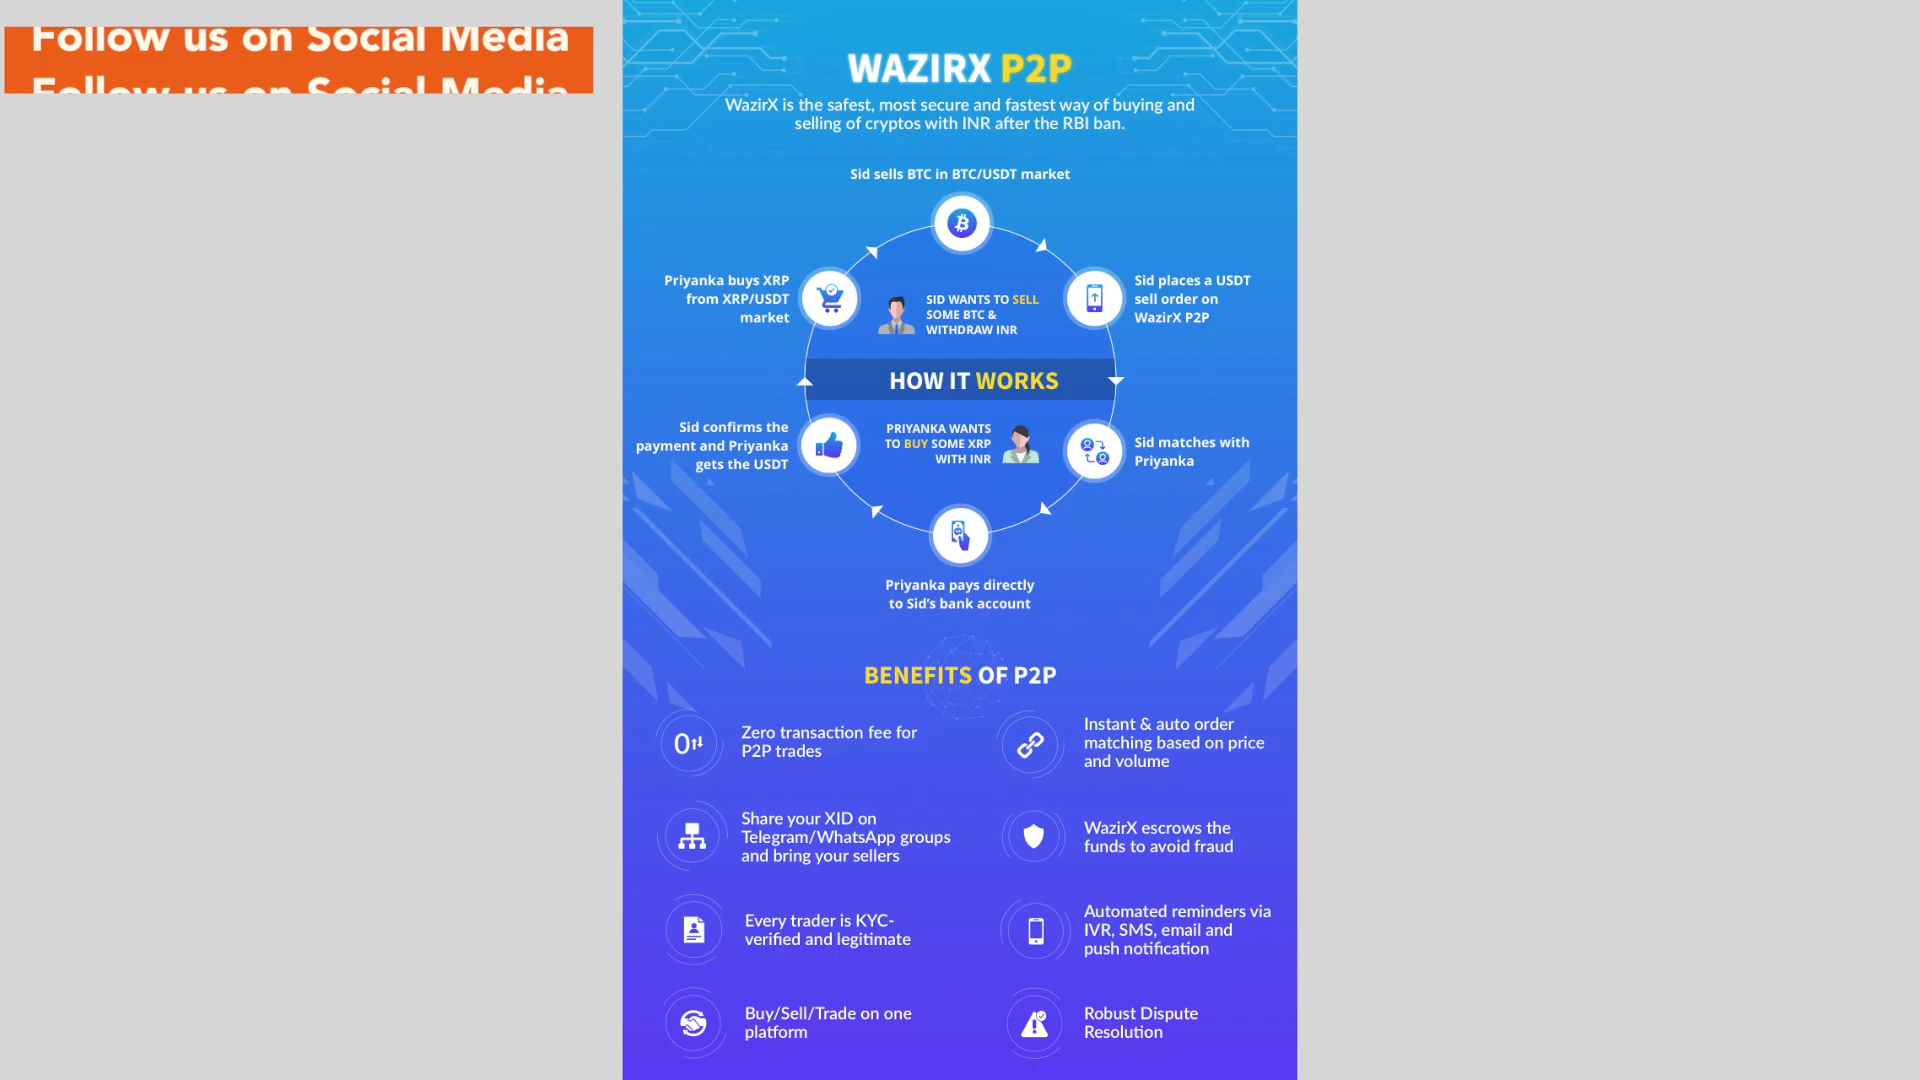 Follow us on Social Media
Follow us on Social Media
WAZIRX P2P
WazirX is the safest, most secure and fastest way of buying and
selling of cryptos with INR after the RBI ban.
Sid sells BTC in BTC/USDT market
Priyanka buys XRP
from XRP/USDT
market
SID WANTS TO SELL
SOME BTC &
WITHDRAW INR
Sid places a USDT
sell order on
WazirX P2P
HOW IT WORKS
Sid confirms the
payment and Priyanka
gets the USDT
PRIYANKA WANTS
TO BUY SOME XRP
WITH INR
Sid matches with
Priyanka
Priyanka pays directly
to Sid's bank account
BENEFITS OF P2P
0
Zero transaction fee for
P2P trades
Instant & auto order
matching based on price
and volume
Share your XID on
Telegram/WhatsApp groups
and bring your sellers
WazirX escrows the
funds to avoid fraud
Every trader is KYC-
verified and legitimate
Automated reminders via
IVR, SMS, email and
push notification
Buy/Sell/Trade on one
platform
Robust Dispute
Resolution